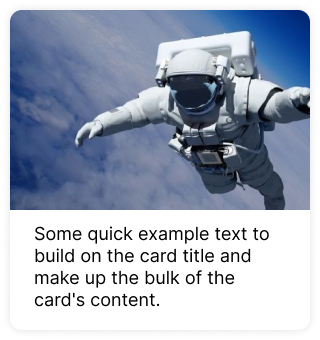 Some quick example text to
build on the card title and
make up the bulk of the
card's content.